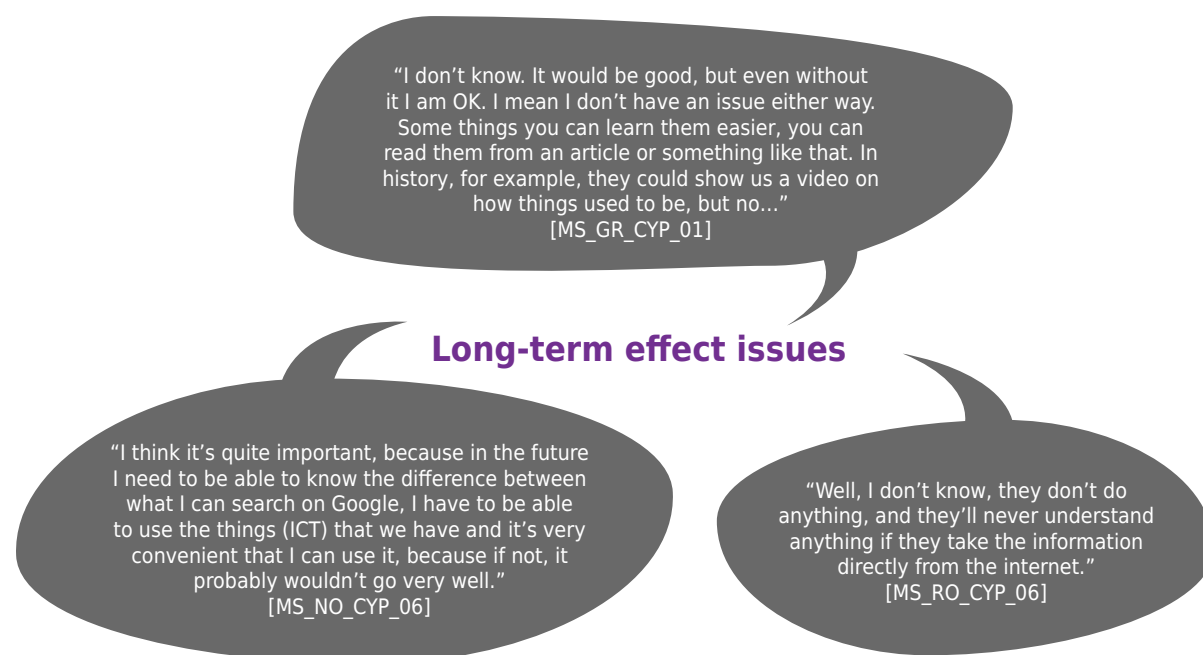 “I don’t know. It would be good, but even without
it I am OK. I mean I don’t have an issue either way.
Some things you can learn them easier, you can
read them from an article or something like that. In
history, for example, they could show us a video on
how things used to be, but no…”
[MS_GR_CYP_01]
Long-term effect issues
“I think it’s quite important, because in the future
I need to be able to know the difference between
what I can search on Google, I have to be able
to use the things (ICT) that we have and it’s very
convenient that I can use it, because if not, it
probably wouldn’t go very well.”
[MS_NO_CYP_06]
“Well, I don’t know, they don’t do
anything, and they’ll never understand
anything if they take the information
directly from the internet.”
[MS_RO_CYP_06]